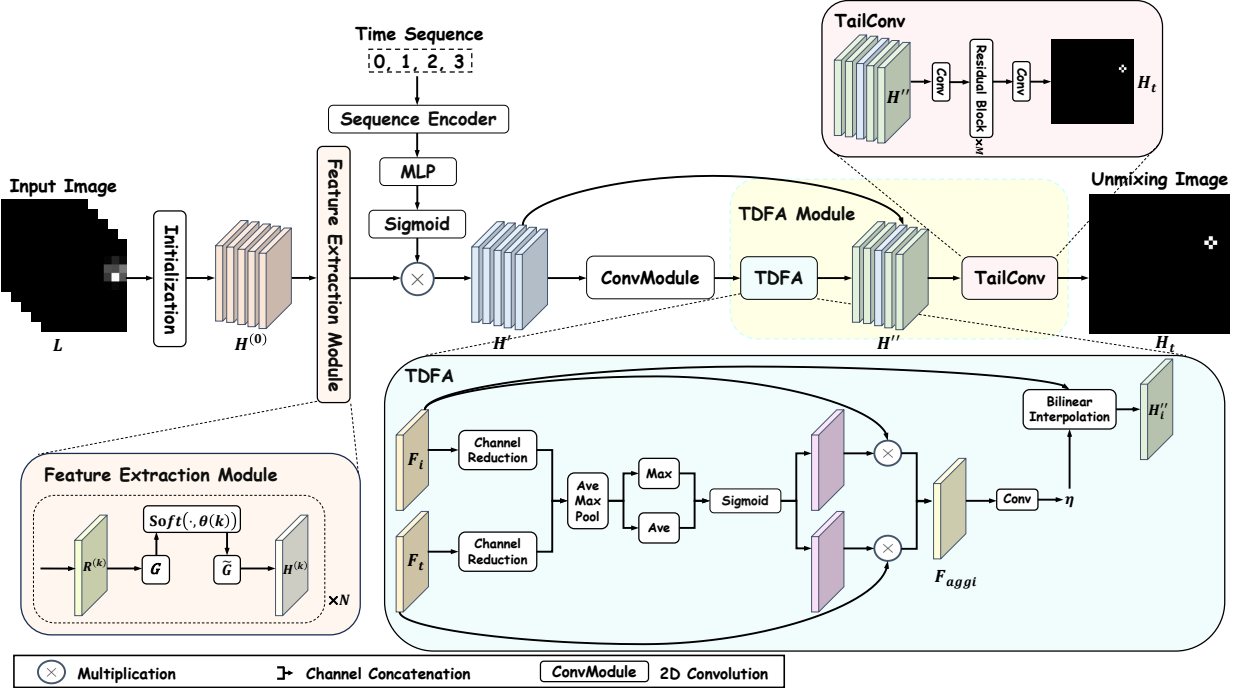 TailConv
H''
Conv
Residual Block ×M
Conv
H_t
Time Sequence
0, 1, 2, 3
Sequence Encoder
MLP
Sigmoid
Input Image
L
Initialization
H^(0)
Feature Extraction Module
×
H'
ConvModule
TDFA Module
TDFA
H''
TailConv
Unmixing Image
H_t
Feature Extraction Module
R^(k)
G
Soft(·, θ(k))
G̃
H^(k)
×N
TDFA
F_i
Channel
Reduction
F_t
Channel
Reduction
Ave
Max
Pool
Max
Ave
Sigmoid
×
×
F_aggi
Conv
η
Bilinear
Interpolation
H''_i
× Multiplication
Channel Concatenation
ConvModule 2D Convolution